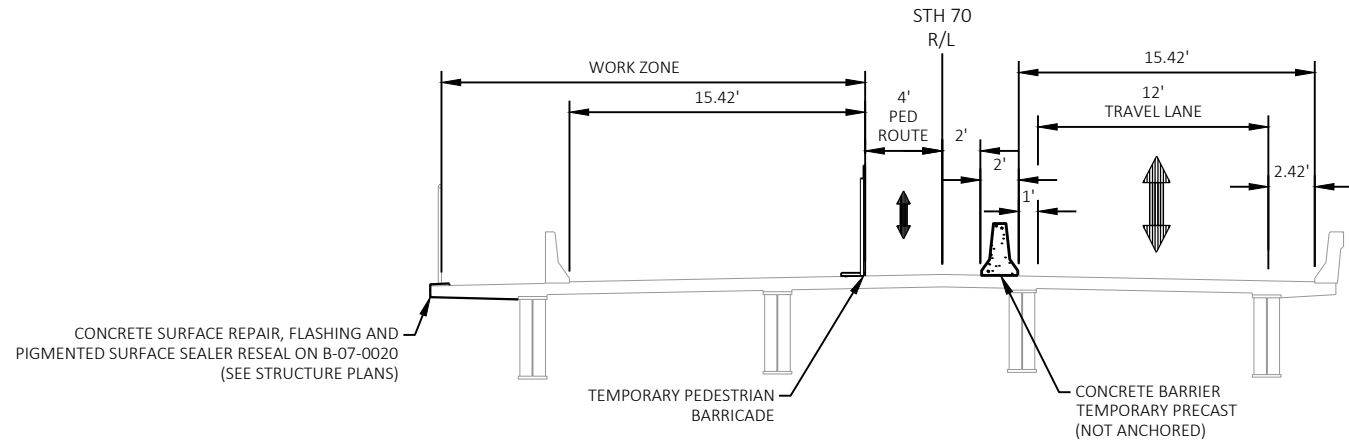 STH 70
R/L
WORK ZONE
15.42'
15.42'
4'
PED
ROUTE
12'
TRAVEL LANE
2'
2'
2.42'
1'
CONCRETE SURFACE REPAIR, FLASHING AND
PIGMENTED SURFACE SEALER RESEAL ON B-07-0020
(SEE STRUCTURE PLANS)
TEMPORARY PEDESTRIAN
BARRICADE
CONCRETE BARRIER
TEMPORARY PRECAST
(NOT ANCHORED)